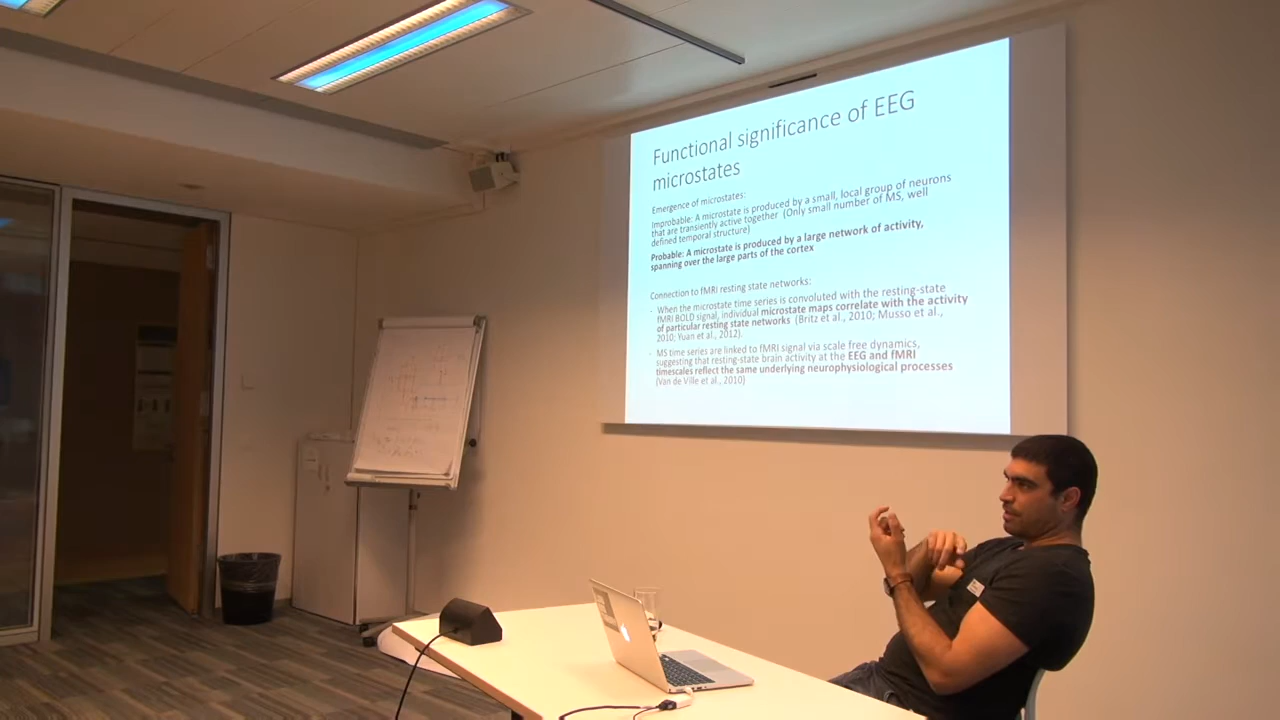 Functional significance of EEG
microstates
Emergence of microstates:
Improbable: A microstate is produced by a small, local group of neurons
that are transiently active together (Only small number of MS, well
defined temporal structure)
Probable: A microstate is produced by a large network of activity,
spanning over the large parts of the cortex
Connection to fMRI resting state networks:
- When the microstate time series is convoluted with the resting-state
fMRI BOLD signal, individual microstate maps correlate with the activity
of particular resting state networks (Britz et al., 2010; Musso et al.,
2010; Yuan et al., 2012).
- MS time series are linked to fMRI signal via scale free dynamics,
suggesting that resting-state brain activity at the EEG and fMRI
timescales reflect the same underlying neurophysiological processes
(Van de Ville et al., 2010)